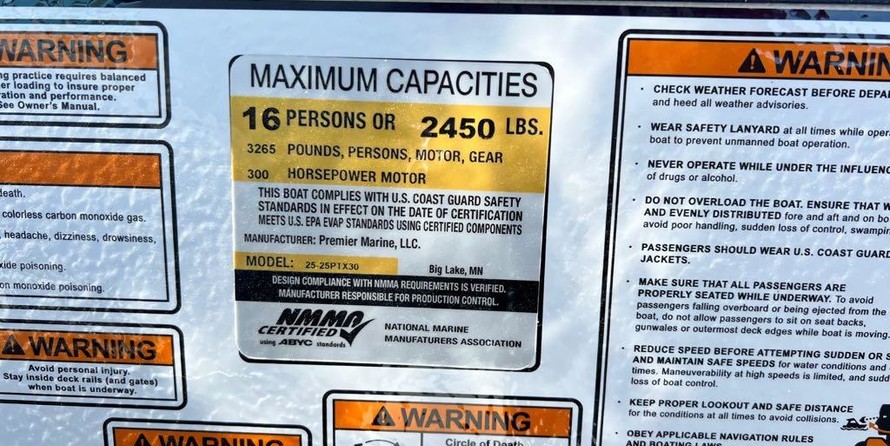 WARNING
practice requires balanced
loading to insure proper
and performance.
See Owner's Manual.
death.
colorless carbon monoxide gas.
headache, dizziness, drowsiness,
poisoning.
monoxide poisoning.
WARNING
Avoid personal injury.
Stay inside deck rails (and gates)
when boat is underway.
WARNING
MAXIMUM CAPACITIES
16 PERSONS OR 2450 LBS.
3265 POUNDS, PERSONS, MOTOR, GEAR
300 HORSEPOWER MOTOR
THIS BOAT COMPLIES WITH U.S. COAST GUARD SAFETY
STANDARDS IN EFFECT ON THE DATE OF CERTIFICATION
MEETS U.S. EPA EVAP STANDARDS USING CERTIFIED COMPONENTS
MANUFACTURER: Premier Marine, LLC.
MODEL: 25-25PTX30 Big Lake, MN
DESIGN COMPLIANCE WITH NMMA REQUIREMENTS IS VERIFIED.
MANUFACTURER RESPONSIBLE FOR PRODUCTION CONTROL.
NMMA
CERTIFIED
using ABYC standards
NATIONAL MARINE
MANUFACTURERS ASSOCIATION
WARNING
Circle of Death
WARNIN
· CHECK WEATHER FORECAST BEFORE DEPA
and heed all weather advisories.
· WEAR SAFETY LANYARD at all times while oper
boat to prevent unmanned boat operation.
· NEVER OPERATE WHILE UNDER THE INFLUENC
of drugs or alcohol.
· DO NOT OVERLOAD THE BOAT. ENSURE THAT W
AND EVENLY DISTRIBUTED fore and aft and on bo
avoid poor handling, sudden loss of control, swampin
· PASSENGERS SHOULD WEAR U.S. COAST GUARD
JACKETS.
· MAKE SURE THAT ALL PASSENGERS ARE
PROPERLY SEATED WHILE UNDERWAY. To avoid
passengers falling overboard or being ejected from the
boat, do not allow passengers to sit on seat backs,
gunwales or outermost deck edges while boat is moving.
· REDUCE SPEED BEFORE ATTEMPTING SUDDEN OR S
AND MAINTAIN SAFE SPEEDS for water conditions and
times. Maneuverability at high speeds is limited, and sudd
loss of boat control.
· KEEP PROPER LOOKOUT AND SAFE DISTANCE
for the conditions at all times to avoid collisions.
· OBEY APPLICABLE NAVIGATION RULES
AND BOATING LAWS